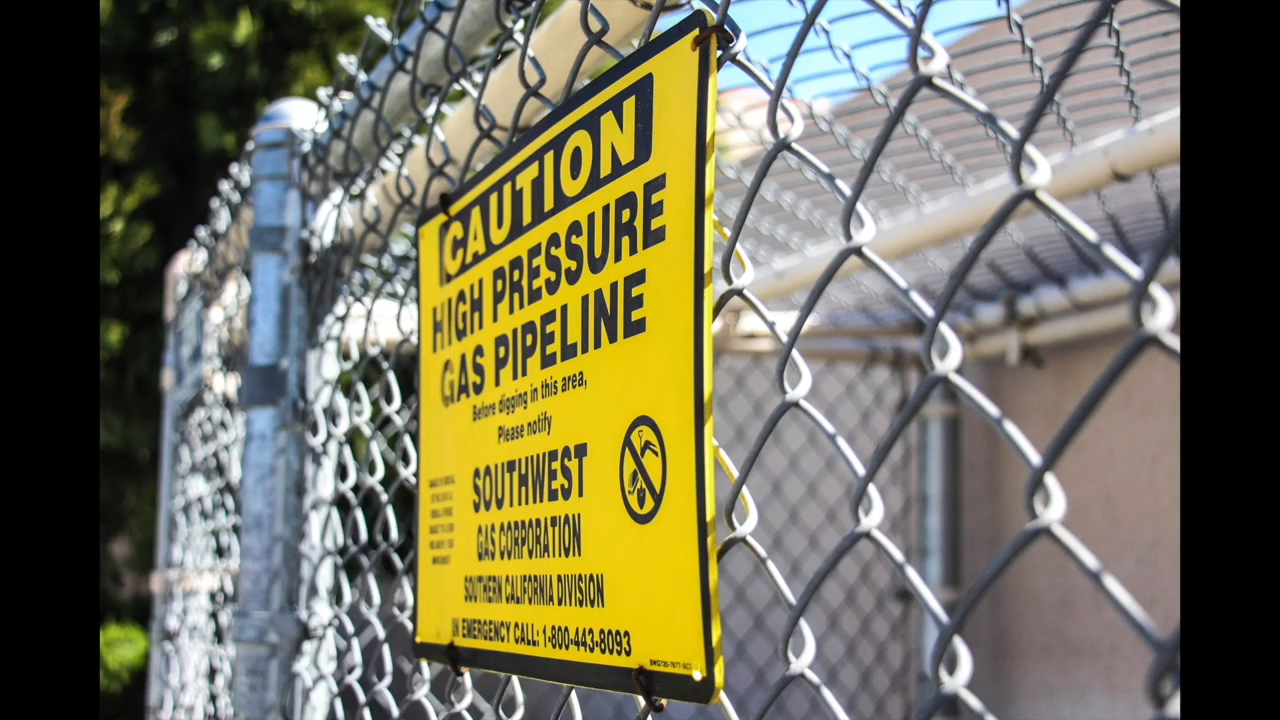 CAUTION
HIGH PRESSURE
GAS PIPELINE
Before digging in this area,
Please notify
SOUTHWEST
GAS CORPORATION
SOUTHERN CALIFORNIA DIVISION
IN EMERGENCY CALL: 1-800-443-8093